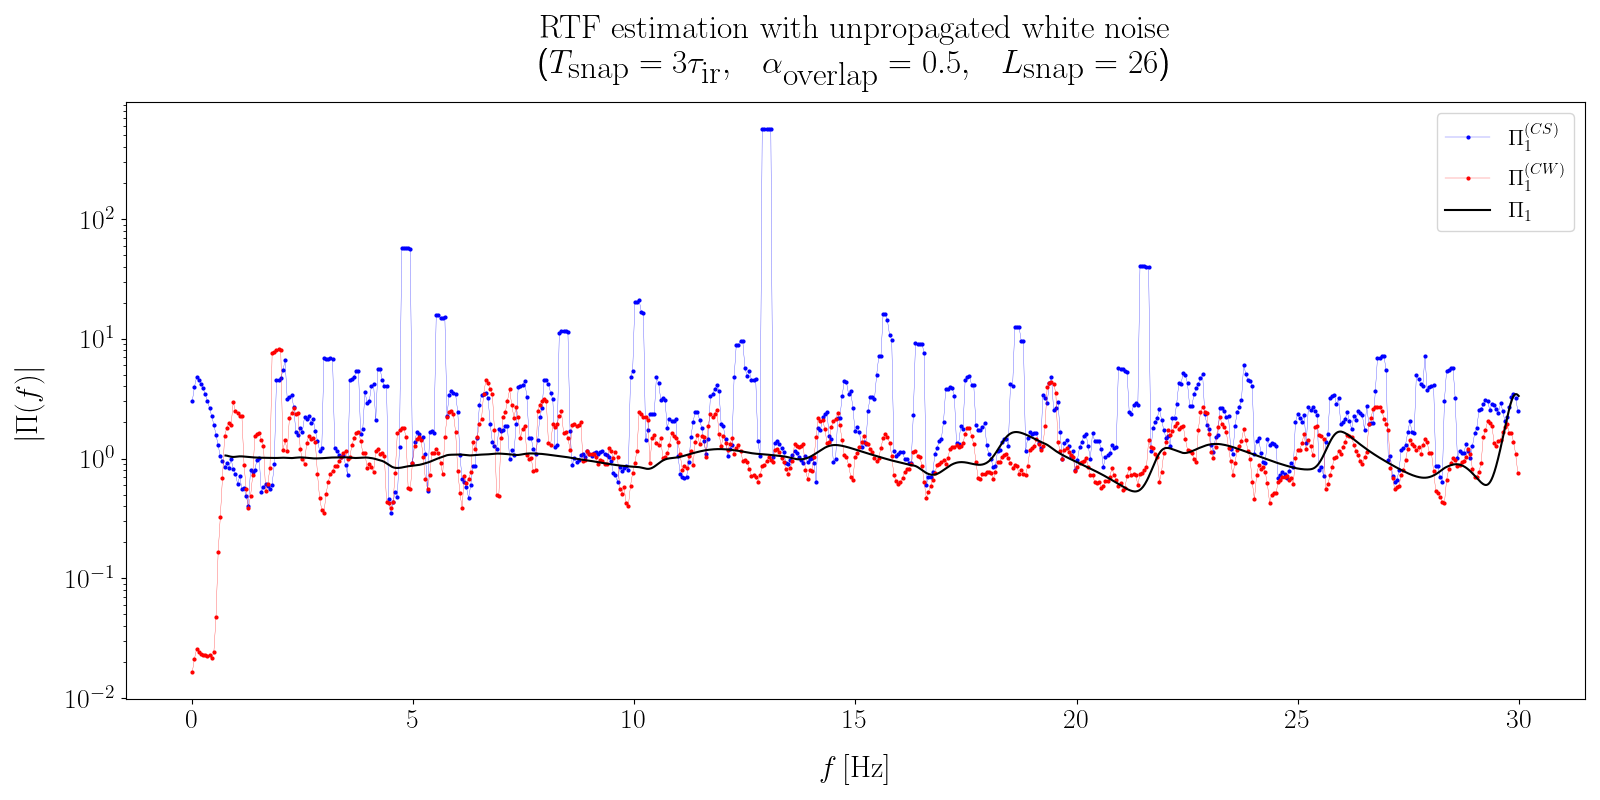 RTF estimation with unpropagated white noise
(T_snap = 3τ_ir, α_overlap = 0.5, L_snap = 26)
Π_1^(CS)
Π_1^(CW)
Π_1
|Π(f)|
10^2
10^1
10^0
10^−1
10^−2
0 5 10 15 20 25 30
f [Hz]